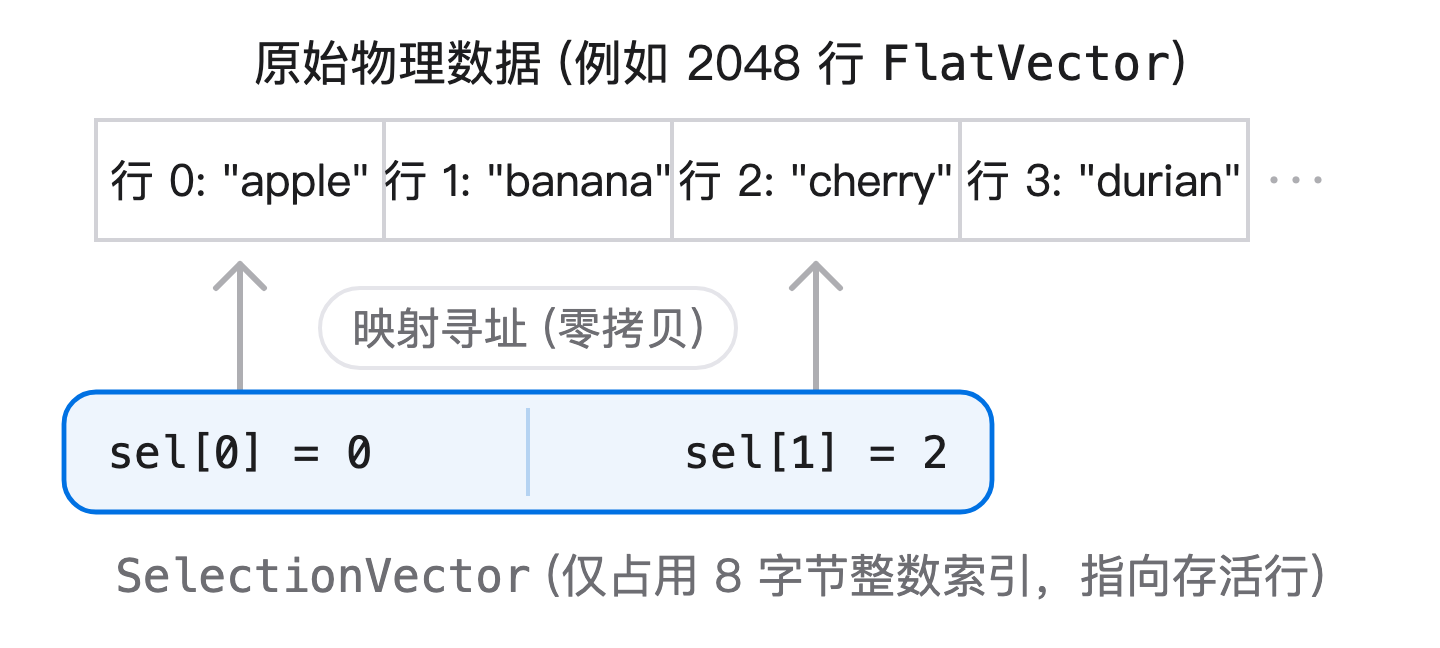 原始物理数据 (例如 2048 行 FlatVector)
行 0: "apple" 行 1: "banana" 行 2: "cherry" 行 3: "durian" ···
映射寻址 (零拷贝)
sel[0] = 0 sel[1] = 2
SelectionVector (仅占用 8 字节整数索引，指向存活行)